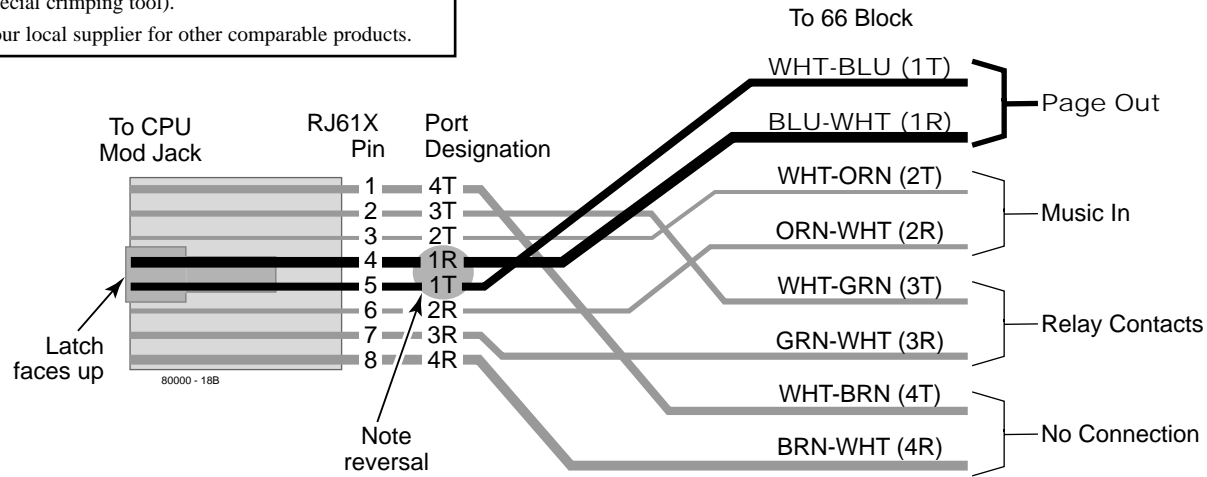 ecial crimping tool).
our local supplier for other comparable products.
To 66 Block
WHT-BLU (1T)
BLU-WHT (1R)
Page Out
To CPU
Mod Jack
RJ61X
Pin
Port
Designation
1 4T
2 3T
3 2T
4 1R
5 1T
6 2R
7 3R
8 4R
WHT-ORN (2T)
ORN-WHT (2R)
Music In
WHT-GRN (3T)
GRN-WHT (3R)
Relay Contacts
WHT-BRN (4T)
BRN-WHT (4R)
No Connection
Latch
faces up
80000 - 18B
Note
reversal